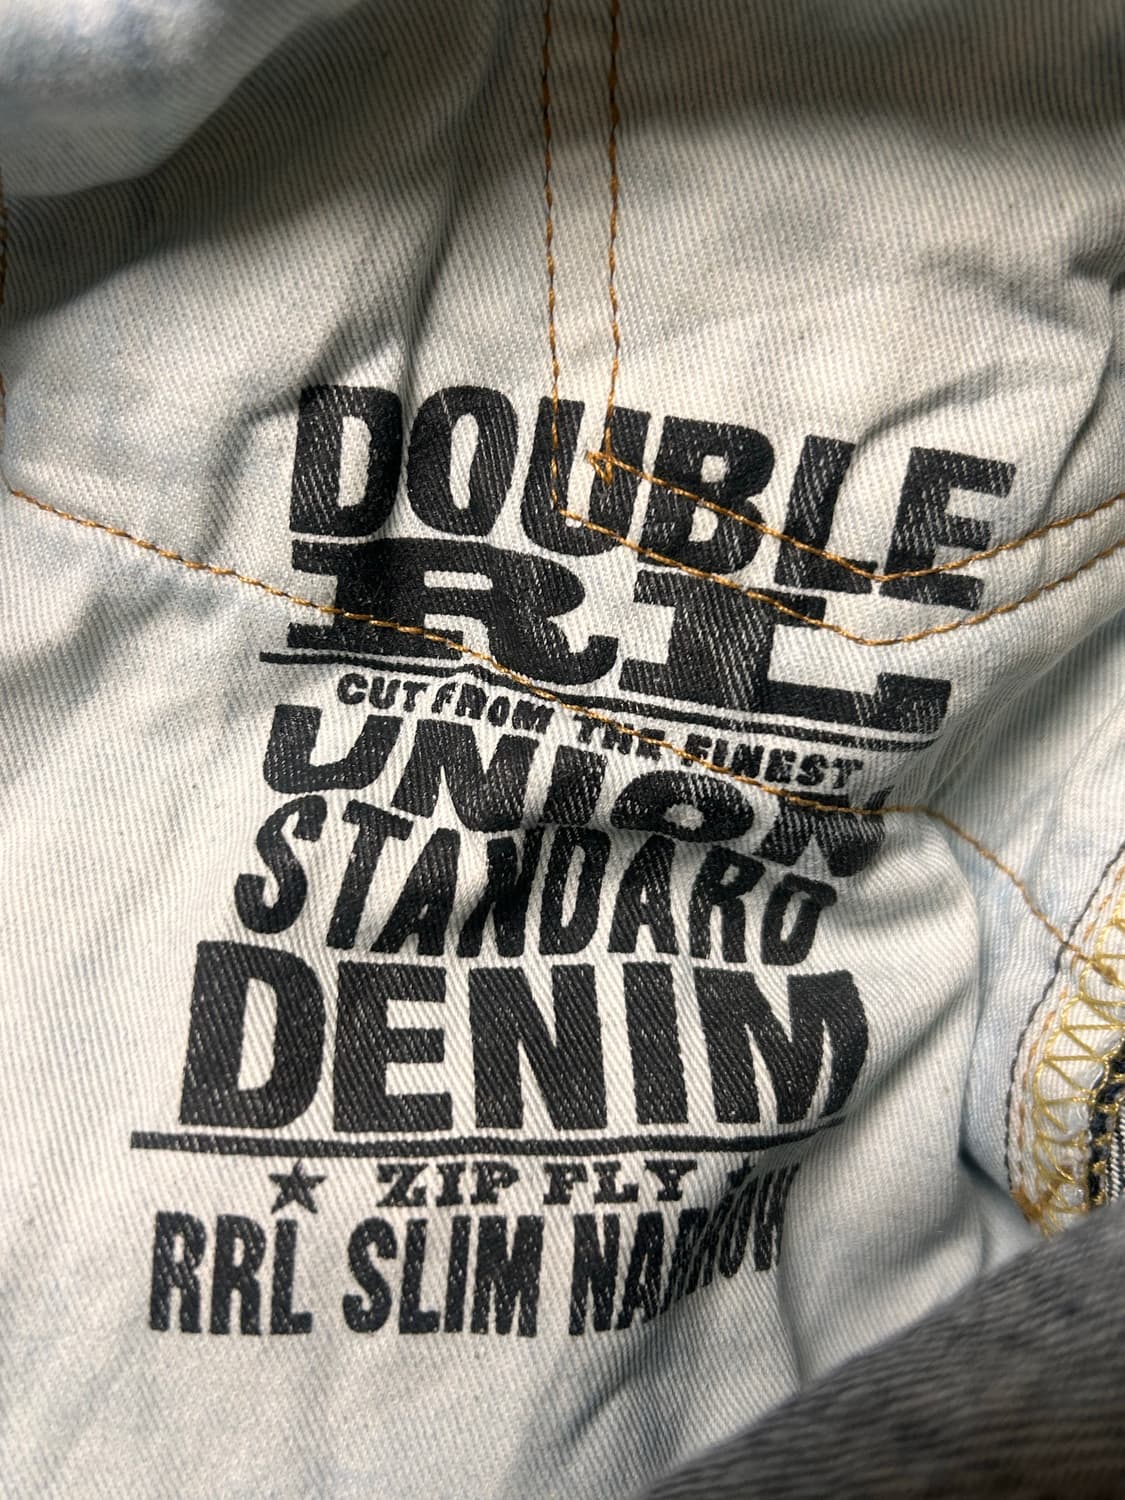 DOUBLE
RL
CUT FROM THE FINEST
UNION
STANDARD
DENIM
ZIP FLY
RRL SLIM NARROW